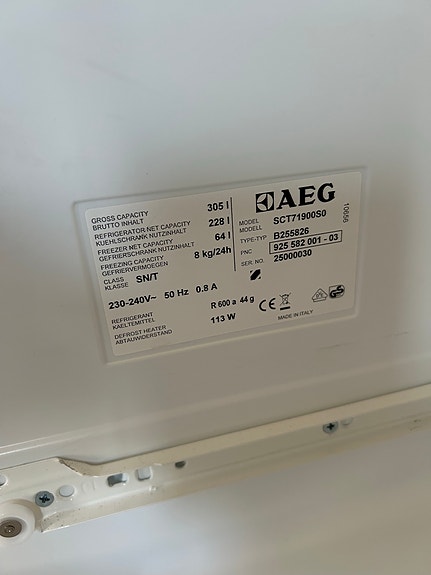 AEG
10656
GROSS CAPACITY
BRUTTO INHALT 305 l
REFRIGERATOR NET CAPACITY
KUEHLSCHRANK NUTZINHALT 228 l
FREEZER NET CAPACITY
GEFRIERSCHRANK NUTZINHALT 64 l
FREEZING CAPACITY
GEFRIERVERMOEGEN 8 kg/24h
CLASS
KLASSE SN/T
230-240V~ 50 Hz 0.8 A
REFRIGERANT
KAELTEMITTEL R 600 a 44 g
DEFROST HEATER
ABTAUWIDERSTAND 113 W
MODEL
MODELL SCT71900S0
TYPE-TYP B255826
PNC 925 582 001 - 03
SER. NO. 25000030
CE
GS
MADE IN ITALY